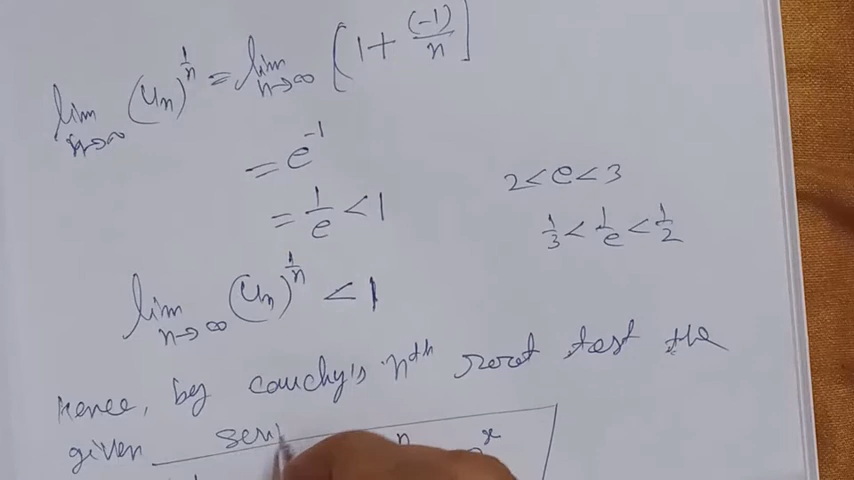 lim n→∞ (un)^1/n = lim n→∞ [1 + (-1)/n]
= e^-1
= 1/e < 1
2 < e < 3
1/3 < 1/e < 1/2
lim n→∞ (un)^1/n < 1
Hence, by cauchy's nth root test the
given seri